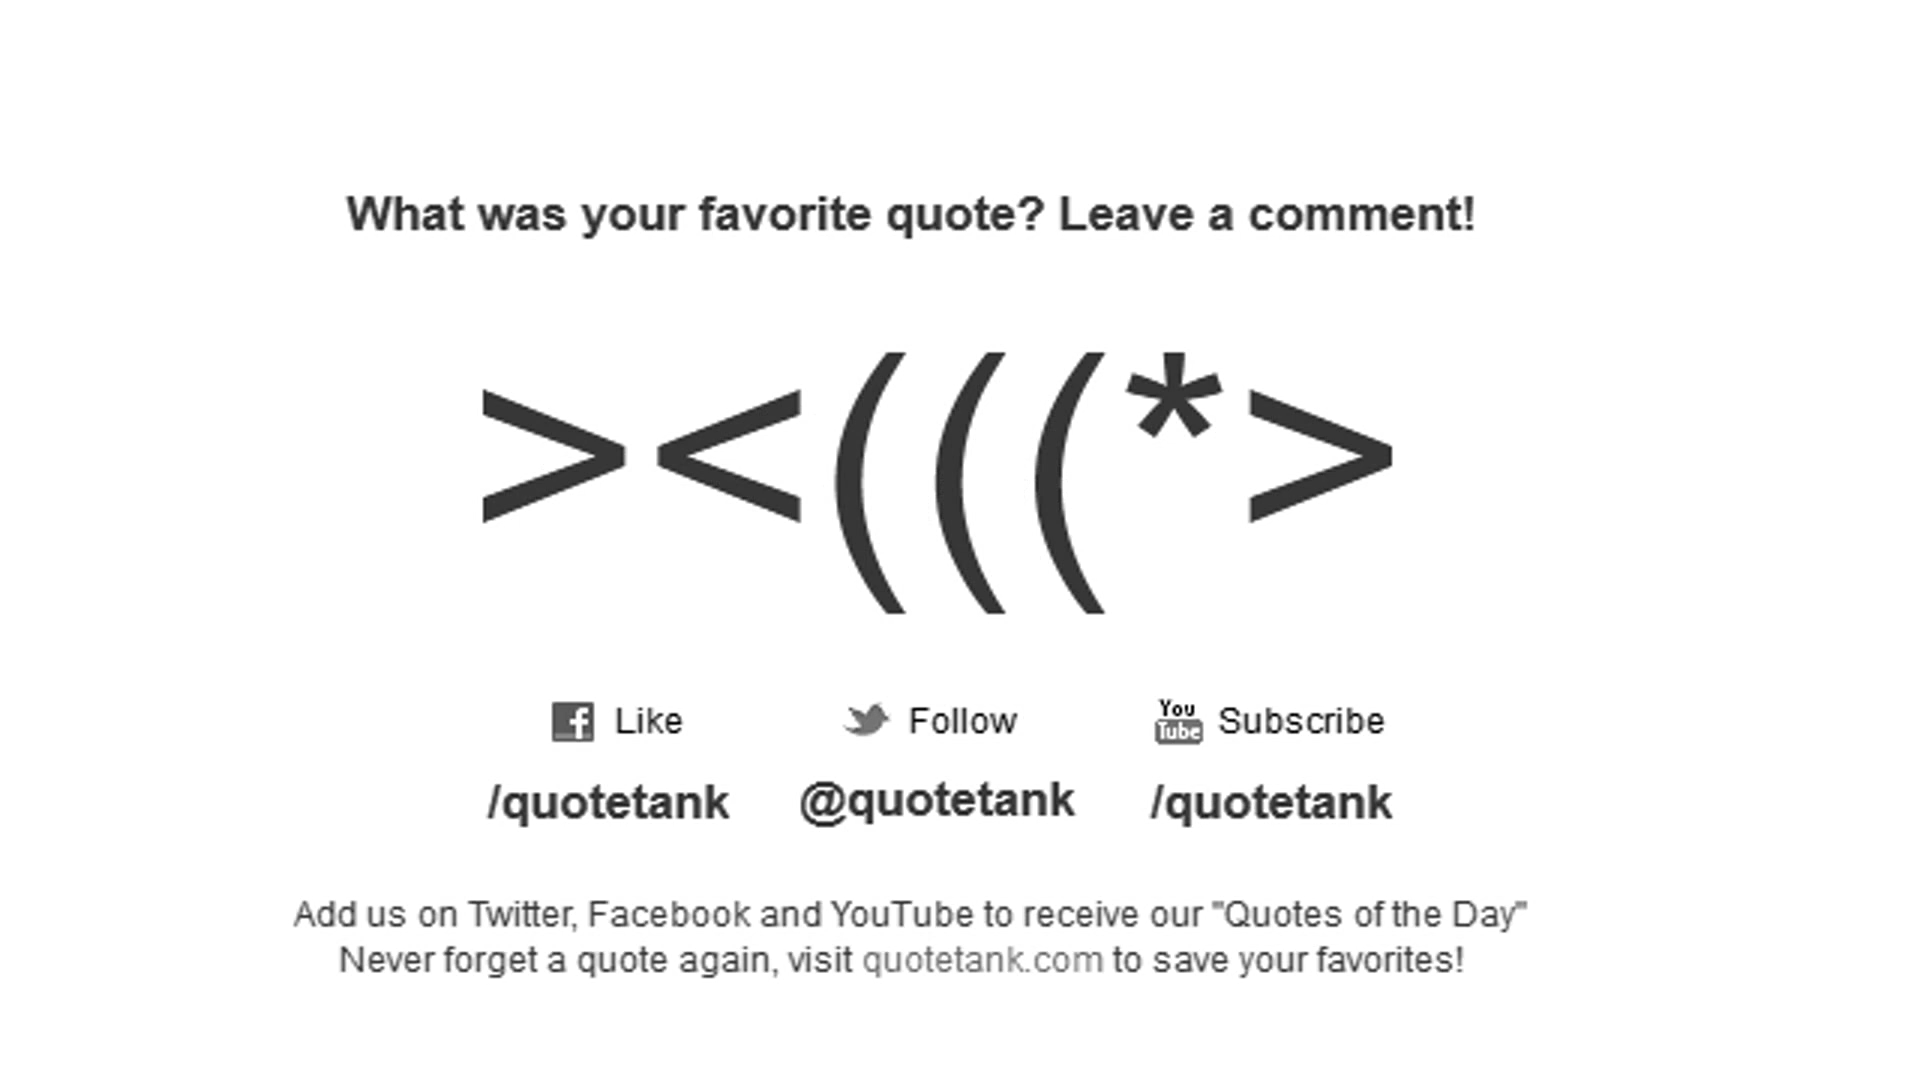 What was your favorite quote? Leave a comment!
><(((*>
f Like
Follow
You Tube Subscribe
/quotetank
@quotetank
/quotetank
Add us on Twitter, Facebook and YouTube to receive our "Quotes of the Day"
Never forget a quote again, visit quotetank.com to save your favorites!